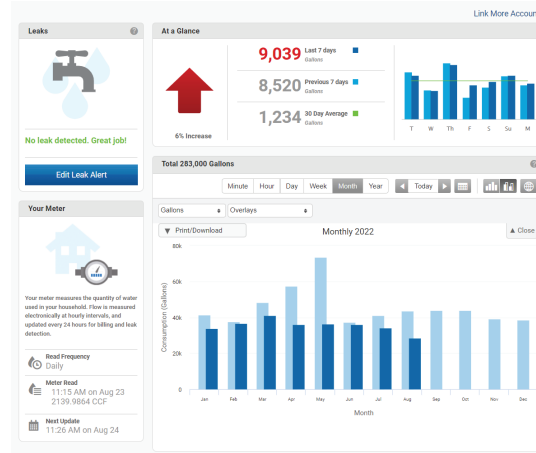 Link More Accoun
Leaks
No leak detected. Great job!
Edit Leak Alert
Your Meter
Your meter measures the quantity of water
used in your household. Flow is measured
electronically at hourly intervals, and
updated every 24 hours for billing and leak
detection.
Read Frequency
Daily
Meter Read
11:15 AM on Aug 23
2139.9864 CCF
Next Update
11:26 AM on Aug 24
At a Glance
6% Increase
9,039 Last 7 days
Gallons
8,520 Previous 7 days
Gallons
1,234 30 Day Average
Gallons
T W Th F S Su M
Total 283,000 Gallons
Minute Hour Day Week Month Year Today
Gallons Overlays
Print/Download
Monthly 2022
Close
Consumption (Gallons)
80k
60k
40k
20k
0
Jan Feb Mar Apr May Jun Jul Aug Sep Oct Nov Dec
Month